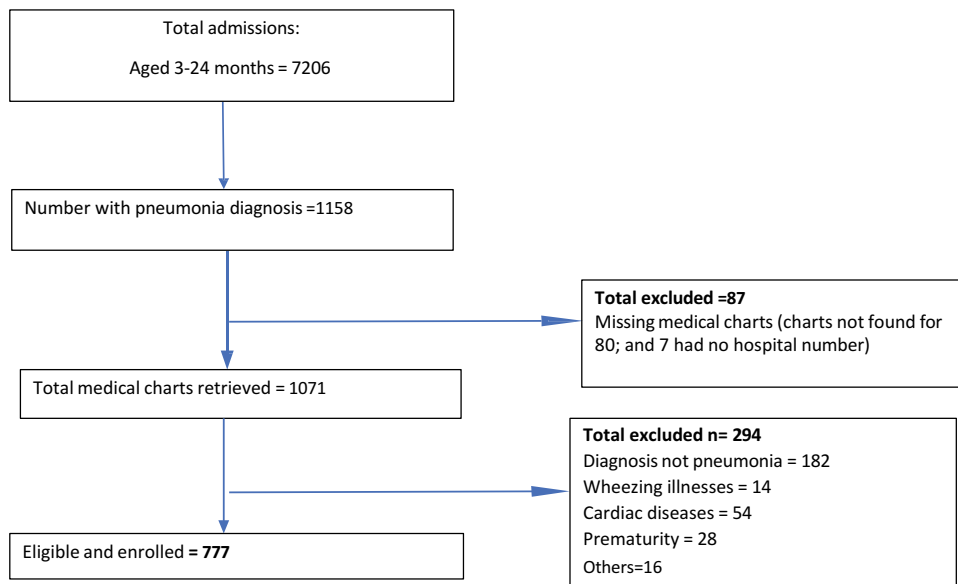 Total admissions:
Aged 3-24 months = 7206
Number with pneumonia diagnosis =1158
Total excluded =87
Missing medical charts (charts not found for
80; and 7 had no hospital number)
Total medical charts retrieved = 1071
Total excluded n= 294
Diagnosis not pneumonia = 182
Wheezing illnesses = 14
Cardiac diseases = 54
Prematurity = 28
Others=16
Eligible and enrolled = 777